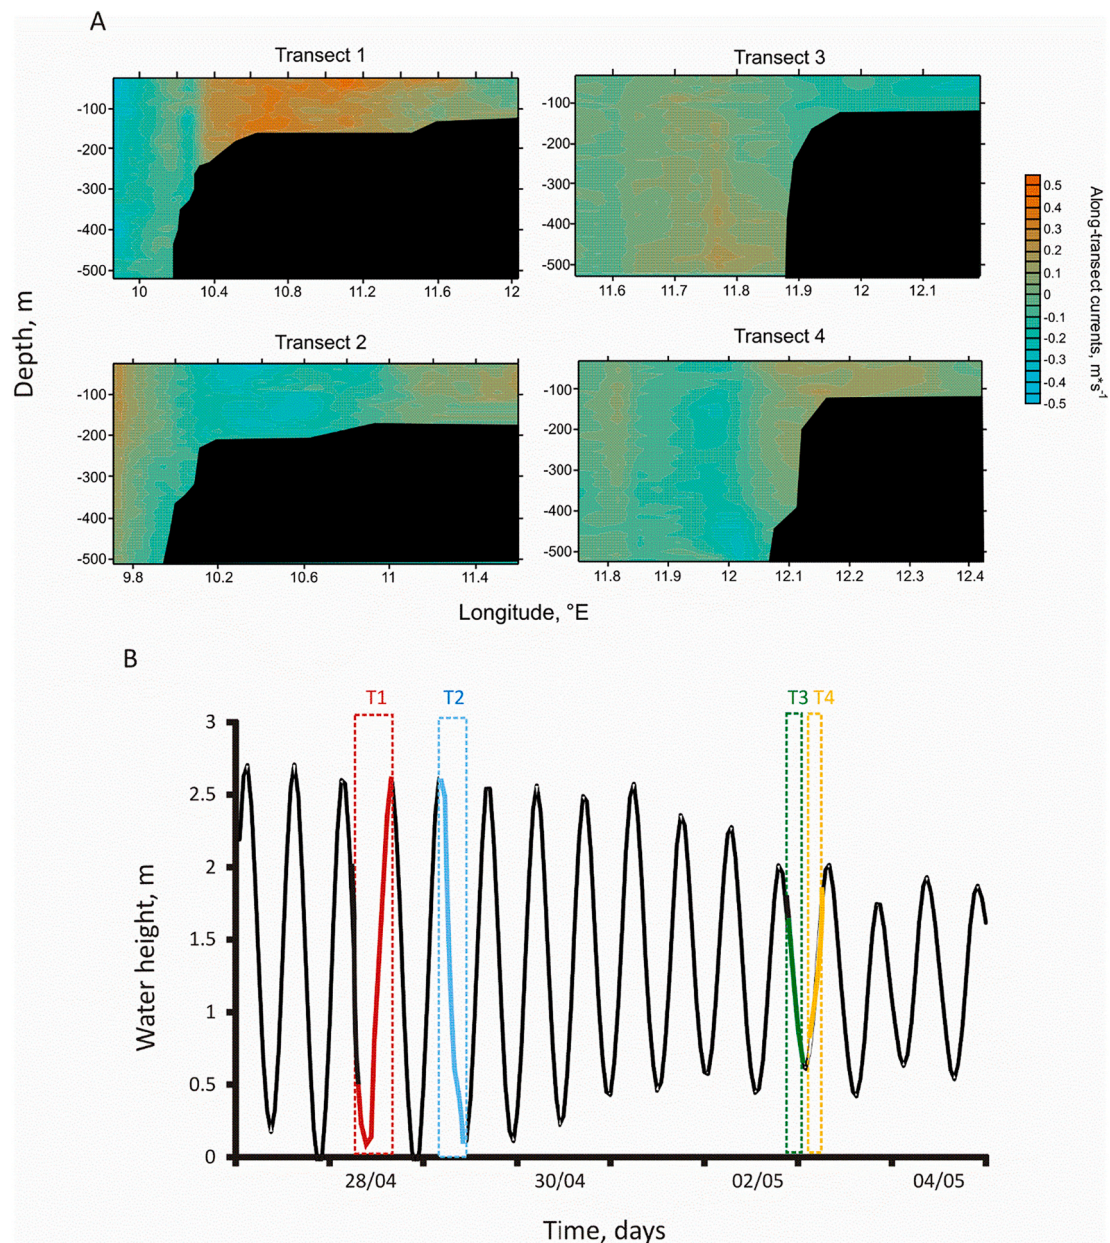 A
Transect 1
-100
-200
-300
-400
-500
10 10.4 10.8 11.2 11.6 12
Transect 3
-100
-200
-300
-400
-500
11.6 11.7 11.8 11.9 12 12.1
Transect 2
-100
-200
-300
-400
-500
9.8 10.2 10.6 11 11.4
Transect 4
-100
-200
-300
-400
-500
11.8 11.9 12 12.1 12.2 12.3 12.4
Depth, m
Longitude, °E
0.5
0.4
0.3
0.2
0.1
0
-0.1
-0.2
-0.3
-0.4
-0.5
Along-transect currents, m*s-1
B
T1 T2 T3 T4
3
2.5
2
1.5
1
0.5
0
Water height, m
28/04 30/04 02/05 04/05
Time, days